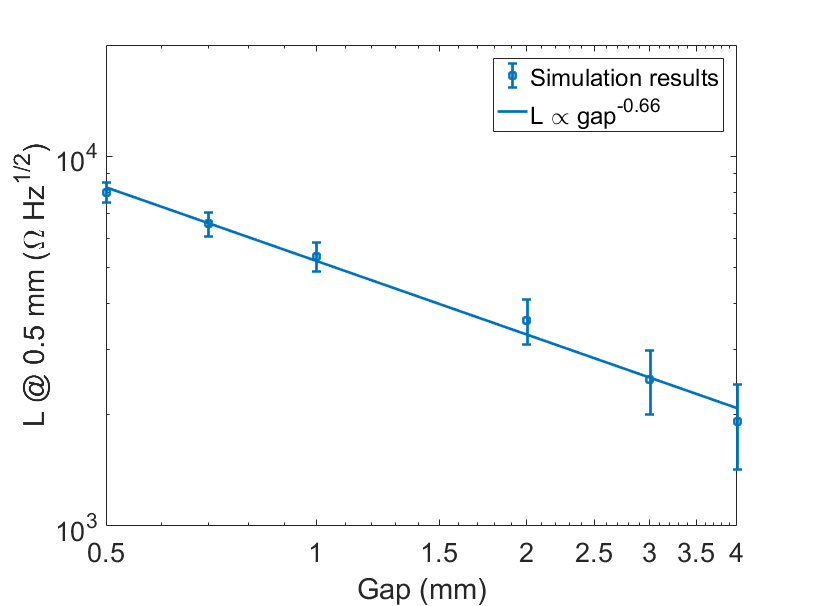 Simulation results
L ∝ gap^-0.66
10^4
10^3
L @ 0.5 mm (Ω Hz^1/2)
0.5 1 1.5 2 2.5 3 3.5 4
Gap (mm)